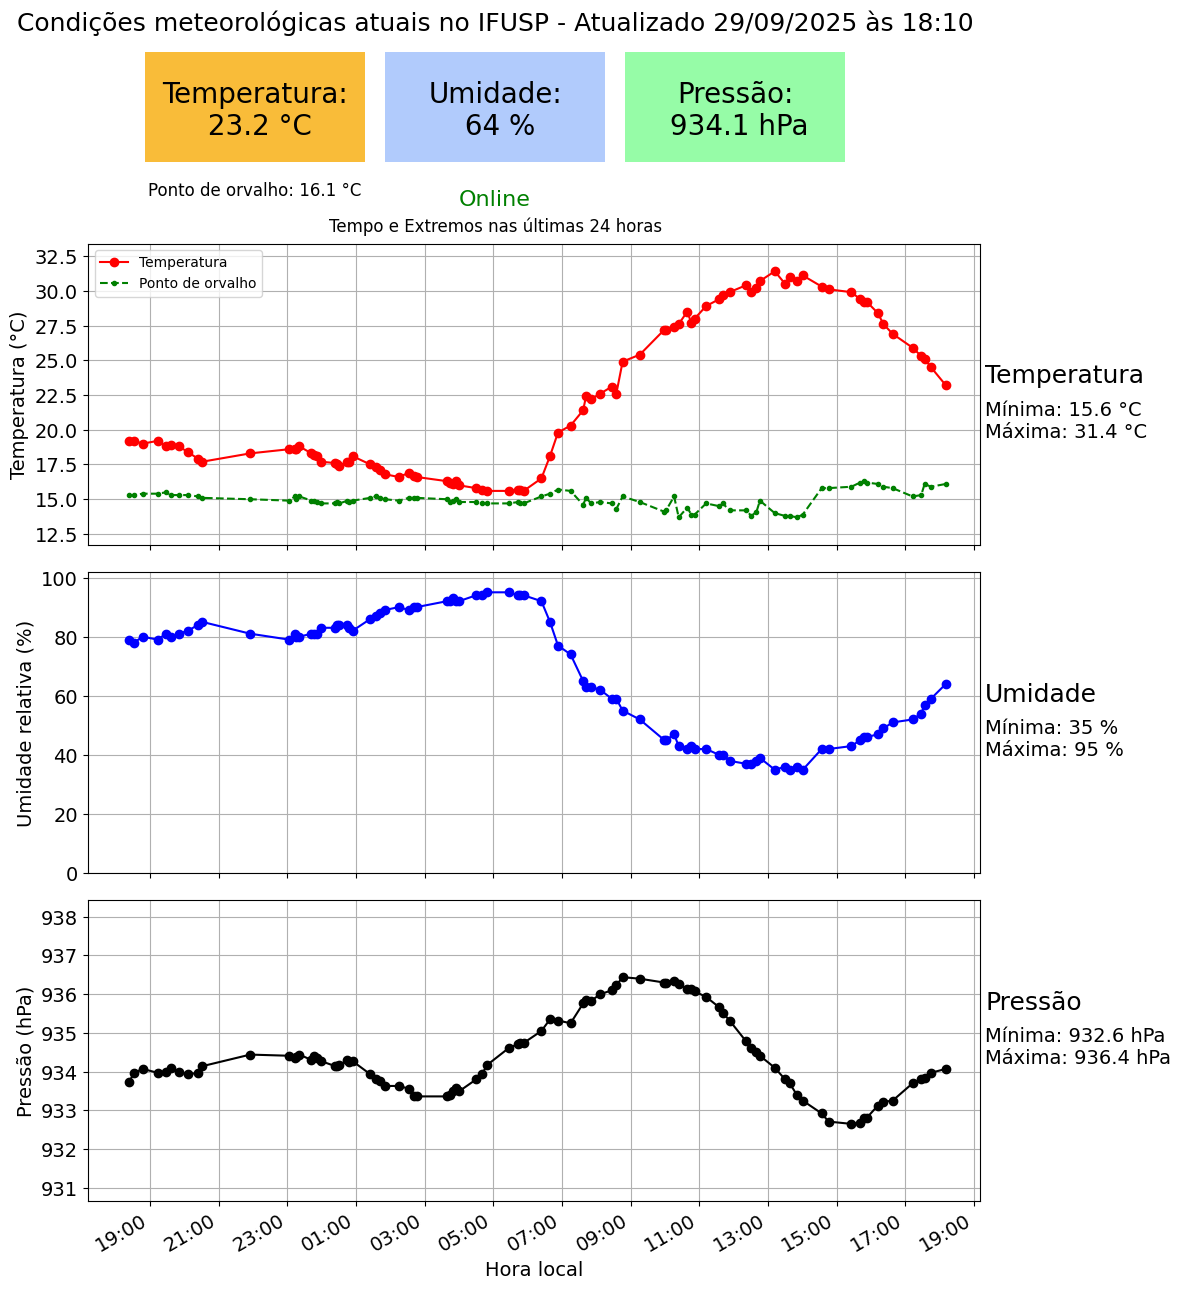 Condições meteorológicas atuais no IFUSP - Atualizado 29/09/2025 às 18:10
Temperatura:
23.2 °C
Umidade:
64 %
Pressão:
934.1 hPa
Ponto de orvalho: 16.1 °C
Online
Tempo e Extremos nas últimas 24 horas
Temperatura (°C)
32.5
30.0
27.5
25.0
22.5
20.0
17.5
15.0
12.5
Temperatura
Ponto de orvalho
Temperatura
Mínima: 15.6 °C
Máxima: 31.4 °C
Umidade relativa (%)
100
80
60
40
20
0
Umidade
Mínima: 35 %
Máxima: 95 %
Pressão (hPa)
938
937
936
935
934
933
932
931
Pressão
Mínima: 932.6 hPa
Máxima: 936.4 hPa
19:00
21:00
23:00
01:00
03:00
05:00
07:00
09:00
11:00
13:00
15:00
17:00
19:00
Hora local